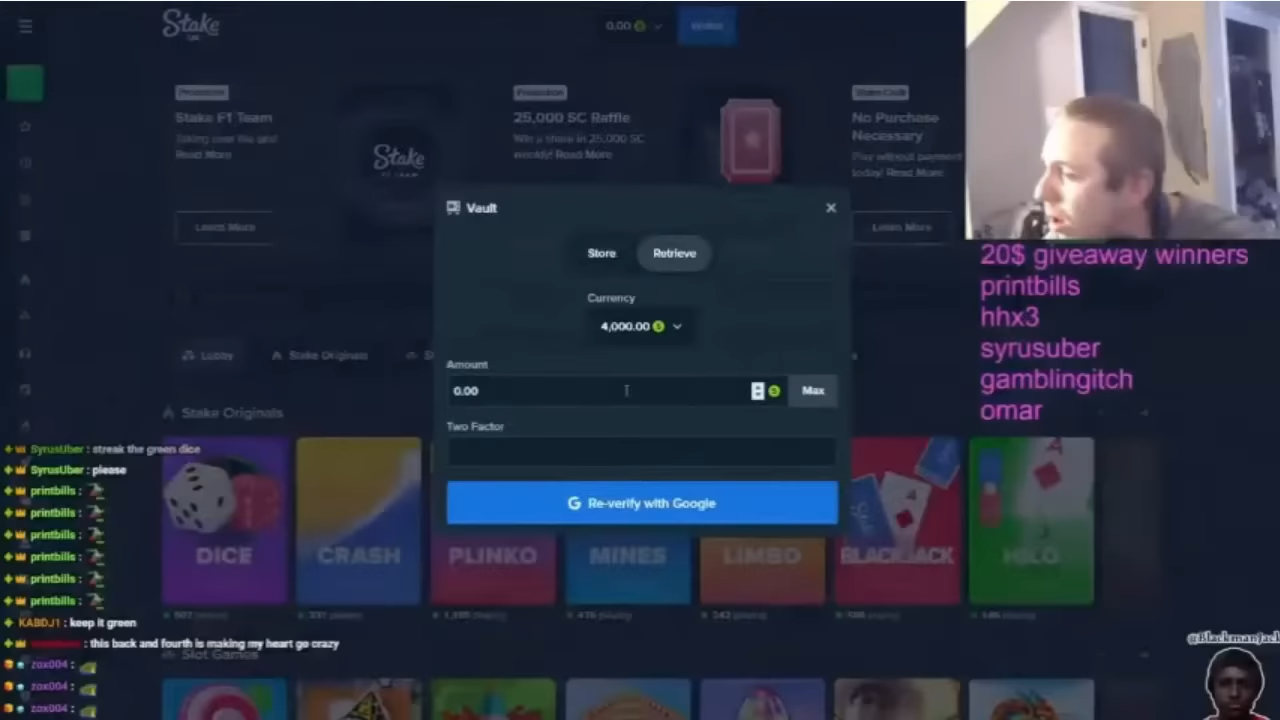 Stake
0.00
Promotion
Stake F1 Team
Taking over the grid
Read More
Learn More
Stake
F1 TEAM
Promotion
25,000 SC Raffle
Win a share in 25,000 SC
weekly! Read More
No Purchase
Necessary
Play without payment
today! Read More
Learn More
Vault
Store
Retrieve
Currency
4,000.00
Amount
0.00
Max
Two Factor
Re-verify with Google
Lobby
Stake Originals
Stake Originals
DICE
CRASH
PLINKO
MINES
LIMBO
BLACKJACK
HILO
Slot Games
20$ giveaway winners
printbills
hhx3
syrusuber
gamblingitch
omar
SyrusUber : streak the green dice
SyrusUber : please
printbills :
printbills :
printbills :
printbills :
printbills :
printbills :
KABDJ1 : keep it green
: this back and fourth is making my heart go crazy
zox004 :
zox004 :
zox004 :
@BlackmanJack